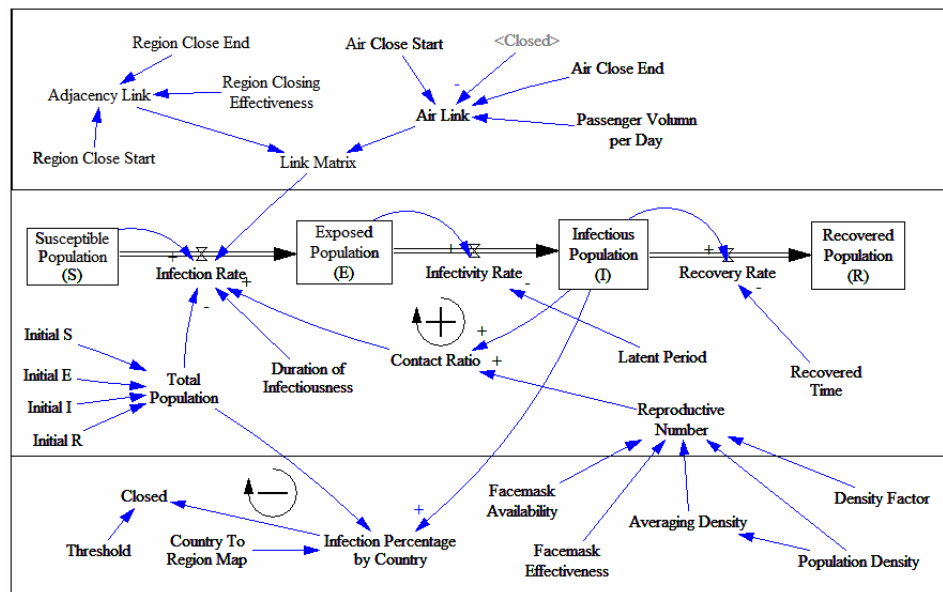 Region Close End
Air Close Start
<Closed>
Air Close End
Adjacency Link
Region Closing
Effectiveness
-
Air Link
Passenger Volumn
per Day
Region Close Start
Link Matrix
Susceptible
Population
(S)
+
Infection Rate
+
Exposed
Population
(E)
+
Infectivity Rate
-
Infectious
Population
(I)
+
Recovery Rate
-
Recovered
Population
(R)
-
+
+
Contact Ratio
+
Initial S
Initial E
Initial I
Initial R
Total
Population
Duration of
Infectiousness
Latent Period
Recovered
Time
Reproductive
Number
Closed
-
+
Threshold
Country To
Region Map
Infection Percentage
by Country
Facemask
Availability
Facemask
Effectiveness
Averaging Density
Density Factor
Population Density